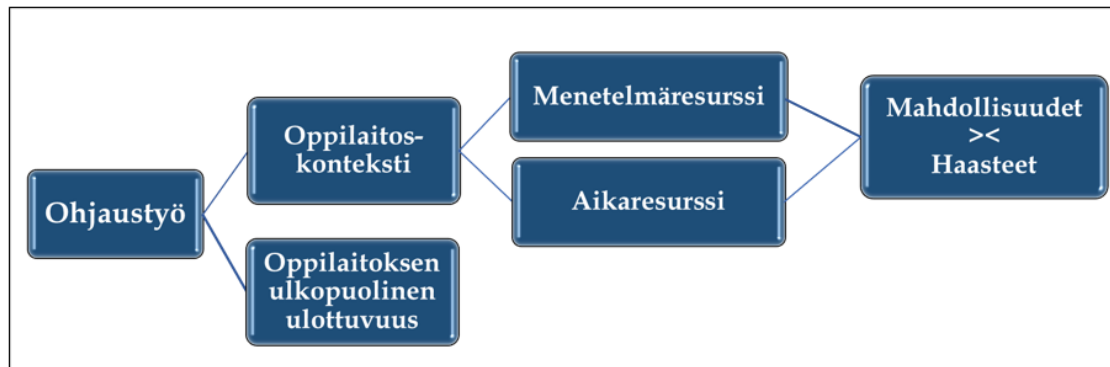 Ohjaustyö
Oppilaitos-
konteksti
Oppilaitoksen
ulkopuolinen
ulottuvuus
Menetelmäresurssi
Aikaresurssi
Mahdollisuudet
><
Haasteet